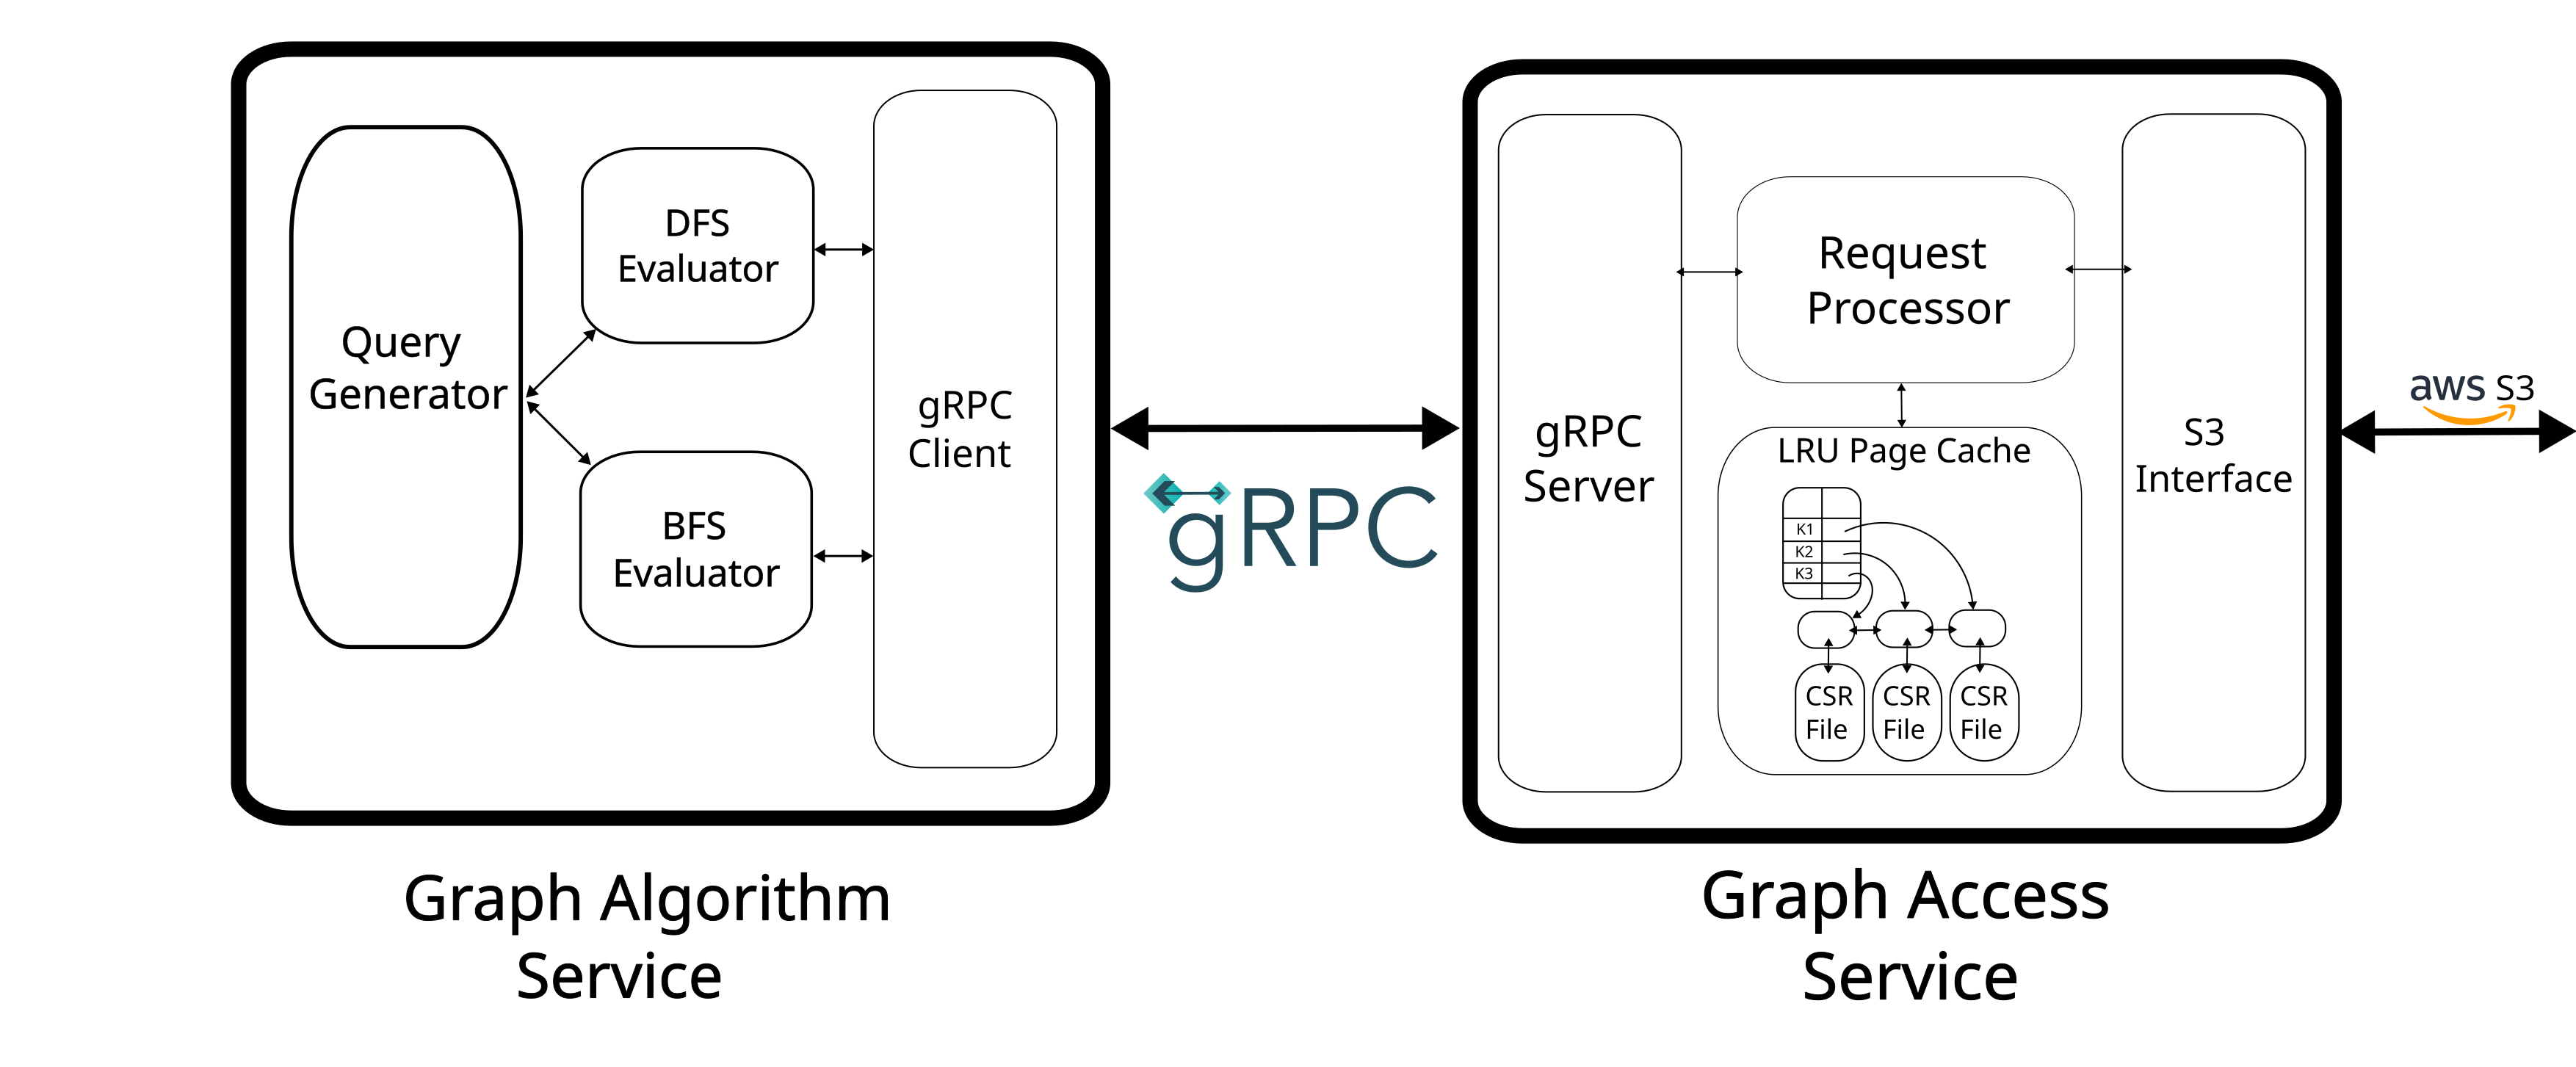 Query
Generator
DFS
Evaluator
BFS
Evaluator
gRPC
Client
Graph Algorithm
Service
gRPC
gRPC
Server
Request
Processor
LRU Page Cache
K1
K2
K3
CSR
File
CSR
File
CSR
File
S3
Interface
Graph Access
Service
aws S3